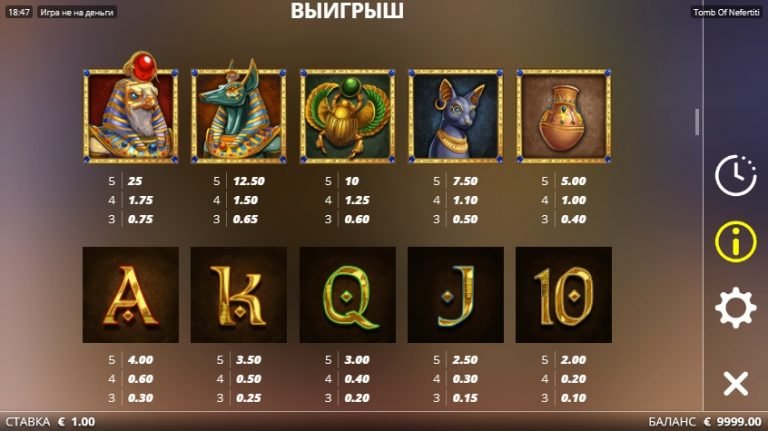 18:47 Игра не на деньги
ВЫИГРЫШ
Tomb Of Nefertiti
5 25 5 12.50 5 10 5 7.50 5 5.00
4 1.75 4 1.50 4 1.25 4 1.10 4 1.00
3 0.75 3 0.65 3 0.60 3 0.50 3 0.40
A K Q J 10
5 4.00 5 3.50 5 3.00 5 2.50 5 2.00
4 0.60 4 0.50 4 0.40 4 0.30 4 0.20
3 0.30 3 0.25 3 0.20 3 0.15 3 0.10
СТАВКА € 1.00 БАЛАНС € 9999.00